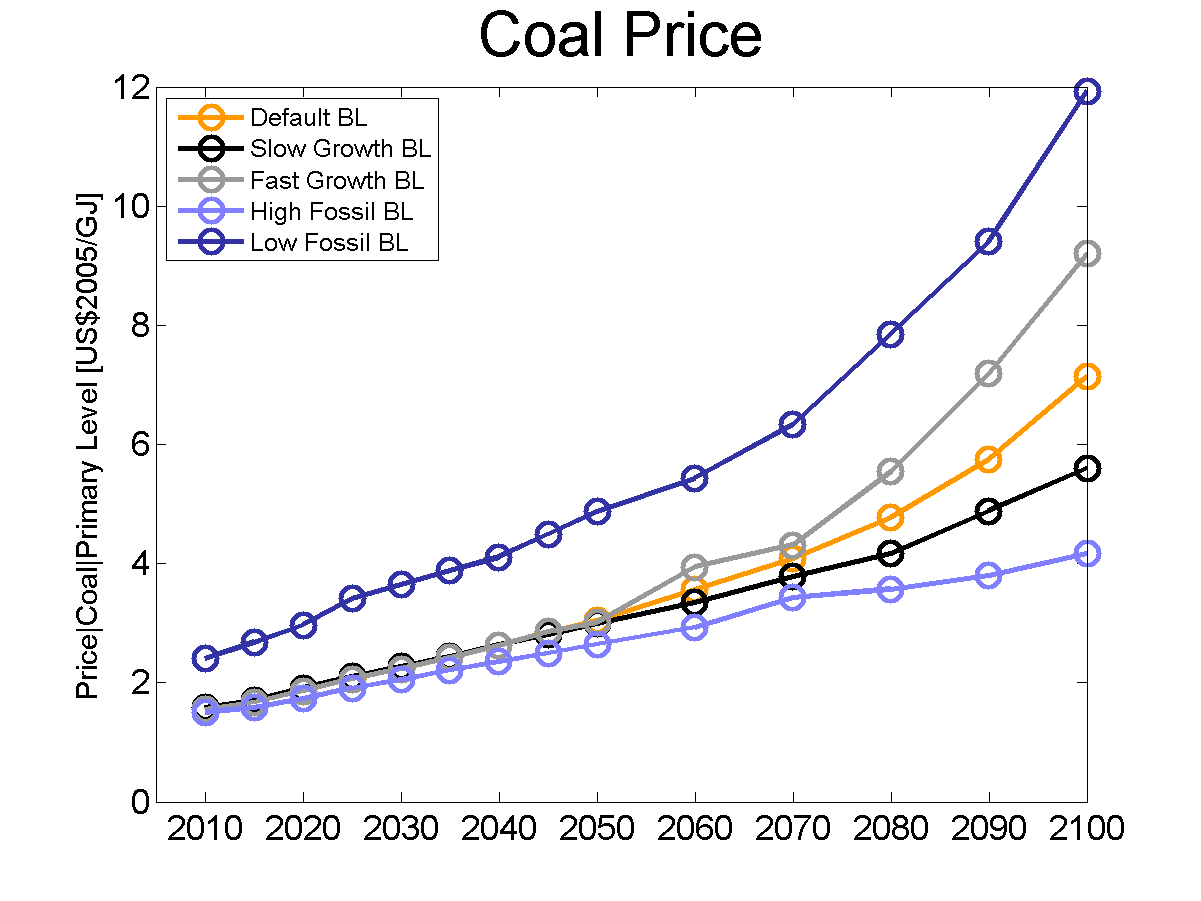 Coal Price
Price|Coal|Primary Level [US$2005/GJ]
12
10
8
6
4
2
0
Default BL
Slow Growth BL
Fast Growth BL
High Fossil BL
Low Fossil BL
2010 2020 2030 2040 2050 2060 2070 2080 2090 2100